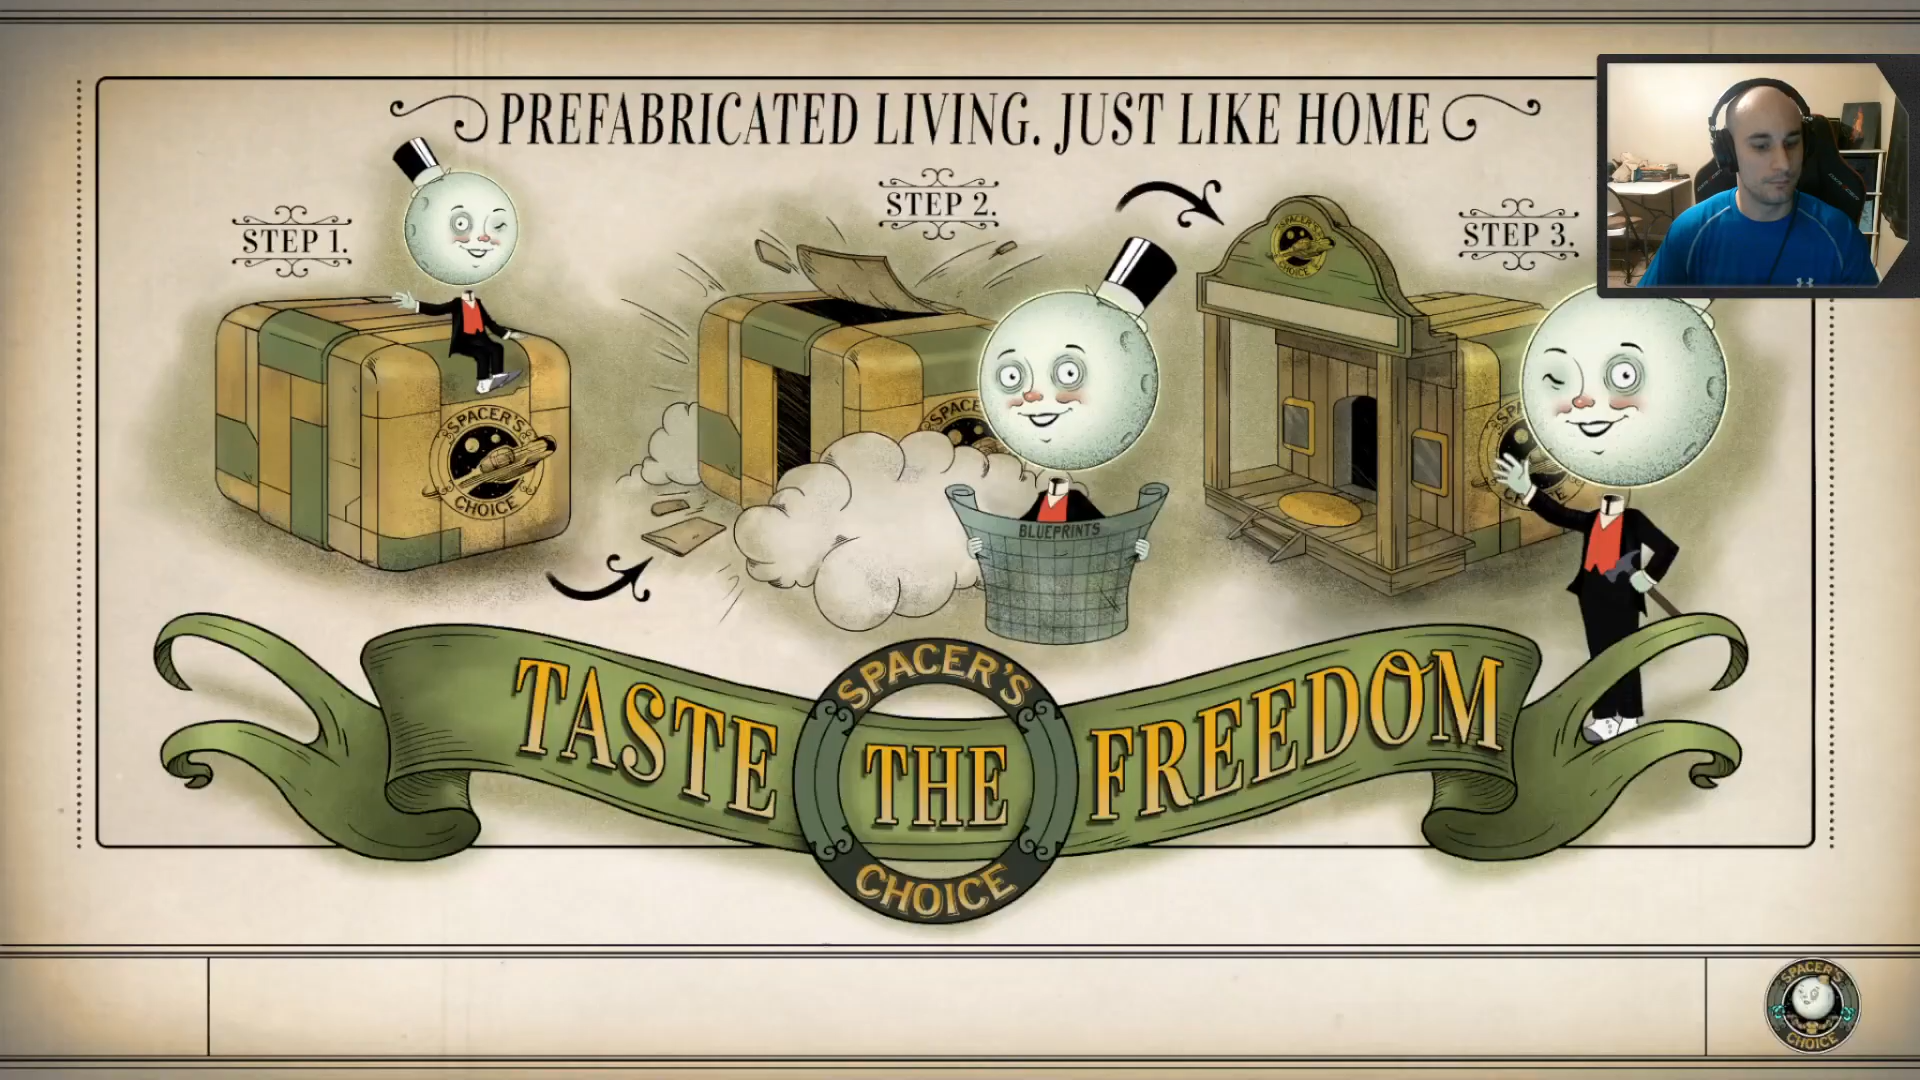 PREFABRICATED LIVING. JUST LIKE HOME
STEP 1.
STEP 2.
STEP 3.
SPACER'S
CHOICE
SPACE
SPACER'S
CHOICE
BLUEPRINTS
SPACER'S
TASTE THE FREEDOM
CHOICE
SPACER'S
CHOICE